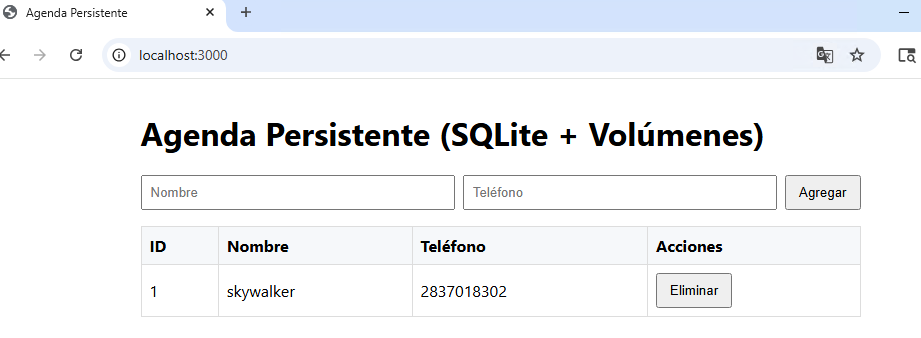 Agenda Persistente
localhost:3000
Agenda Persistente (SQLite + Volúmenes)
Nombre Teléfono Agregar
ID Nombre Teléfono Acciones
1 skywalker 2837018302 Eliminar